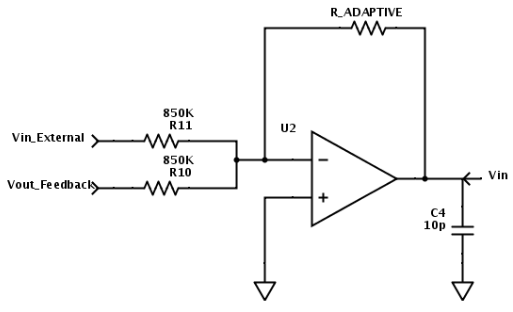 R_ADAPTIVE
850K
R11
U2
Vin_External
850K
R10
Vout_Feedback
−
+
Vin
C4
10p